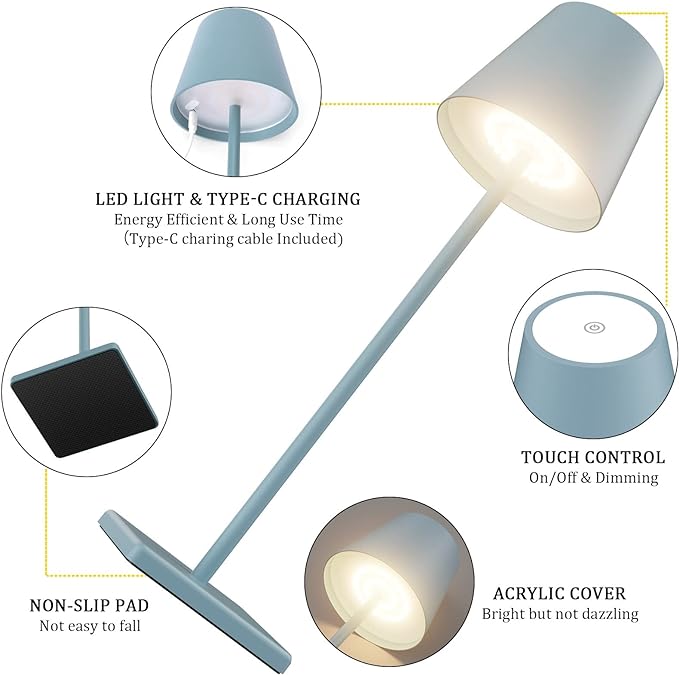 LED LIGHT & TYPE-C CHARGING
Energy Efficient & Long Use Time
(Type-C charing cable Included)
TOUCH CONTROL
On/Off & Dimming
NON-SLIP PAD
Not easy to fall
ACRYLIC COVER
Bright but not dazzling